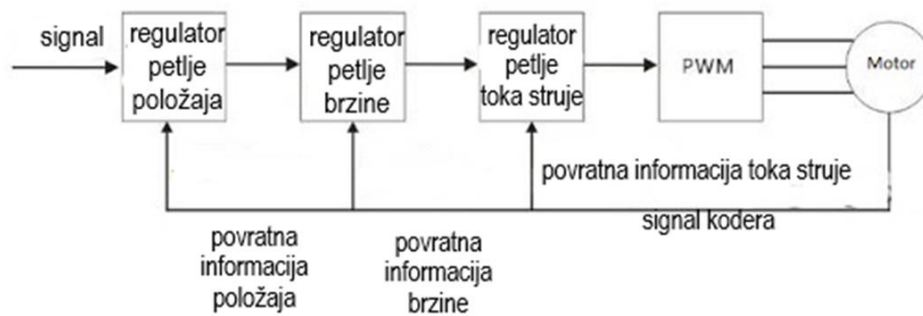 signal
regulator
petlje
položaja
regulator
petlje
brzine
regulator
petlje
toka struje
PWM
Motor
povratna informacija toka struje
signal kodera
povratna
informacija
položaja
povratna
informacija
brzine